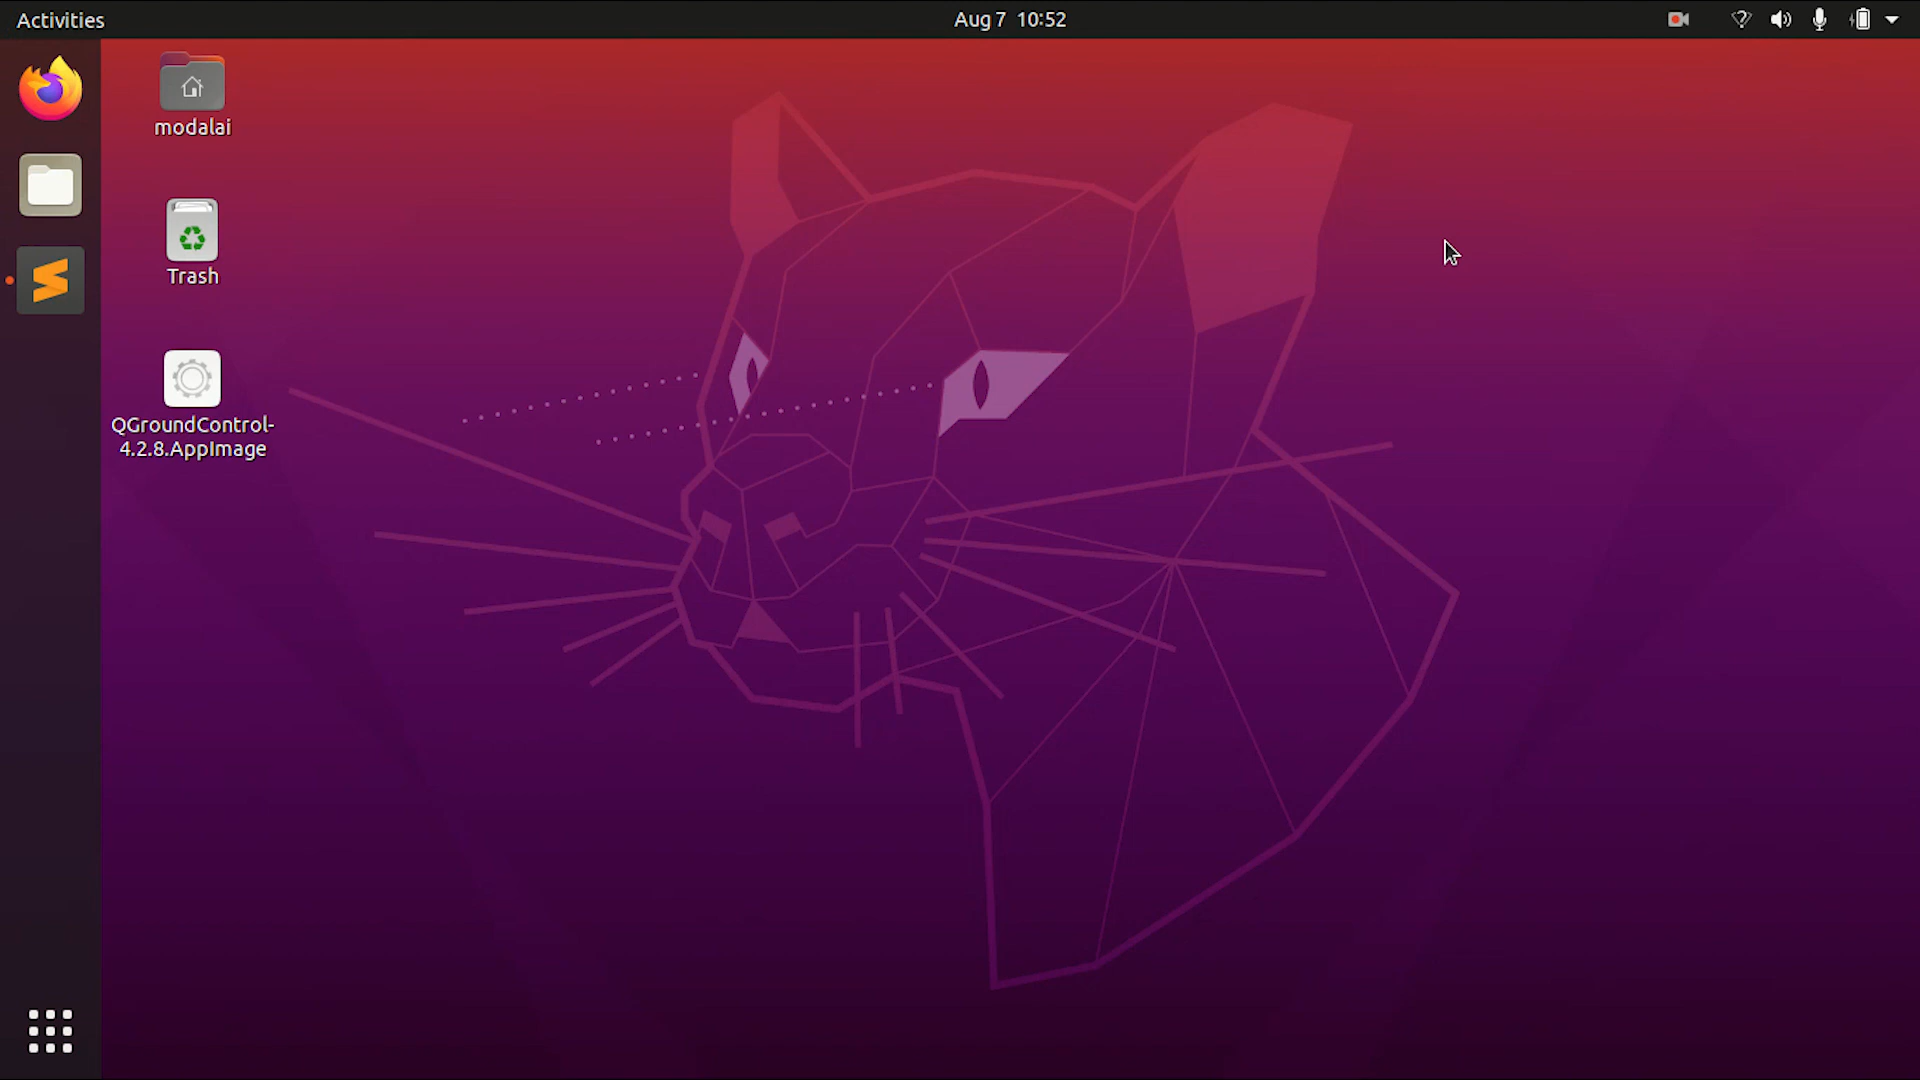 Activities
Aug 7 10:52
modalai
Trash
QGroundControl-
4.2.8.AppImage